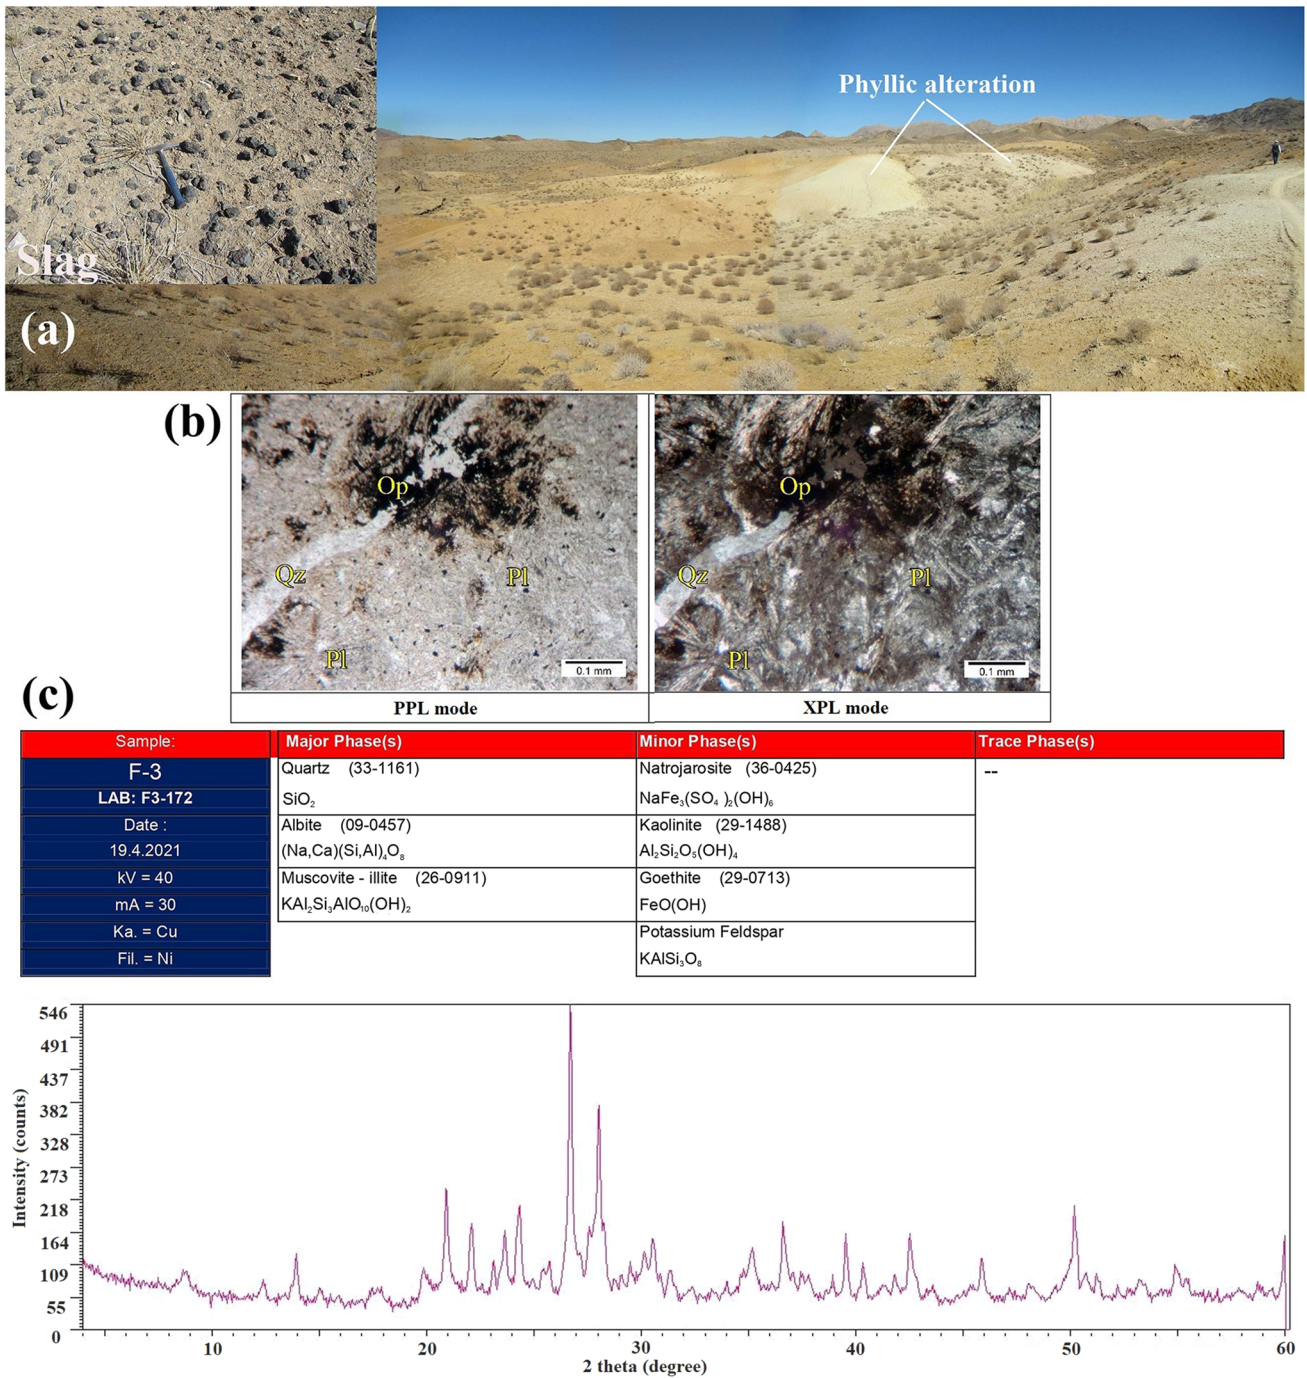 Phyllic alteration
Slag
(a)
(b)
Op
Qz
Pl
Pl
0.1 mm
Op
Qz
Pl
Pl
0.1 mm
PPL mode
XPL mode
(c)
Sample:
Major Phase(s)
Minor Phase(s)
Trace Phase(s)
F-3
LAB: F3-172
Date :
19.4.2021
kV = 40
mA = 30
Ka. = Cu
Fil. = Ni
Quartz (33-1161)
SiO₂
Albite (09-0457)
(Na,Ca)(Si,Al)₄O₈
Muscovite - illite (26-0911)
KAl₂Si₃AlO₁₀(OH)₂
Natrojarosite (36-0425)
NaFe₃(SO₄ )₂(OH)₆
Kaolinite (29-1488)
Al₂Si₂O₅(OH)₄
Goethite (29-0713)
FeO(OH)
Potassium Feldspar
KAlSi₃O₈
--
Intensity (counts)
546
491
437
382
328
273
218
164
109
55
0
10 20 30 40 50 60
2 theta (degree)